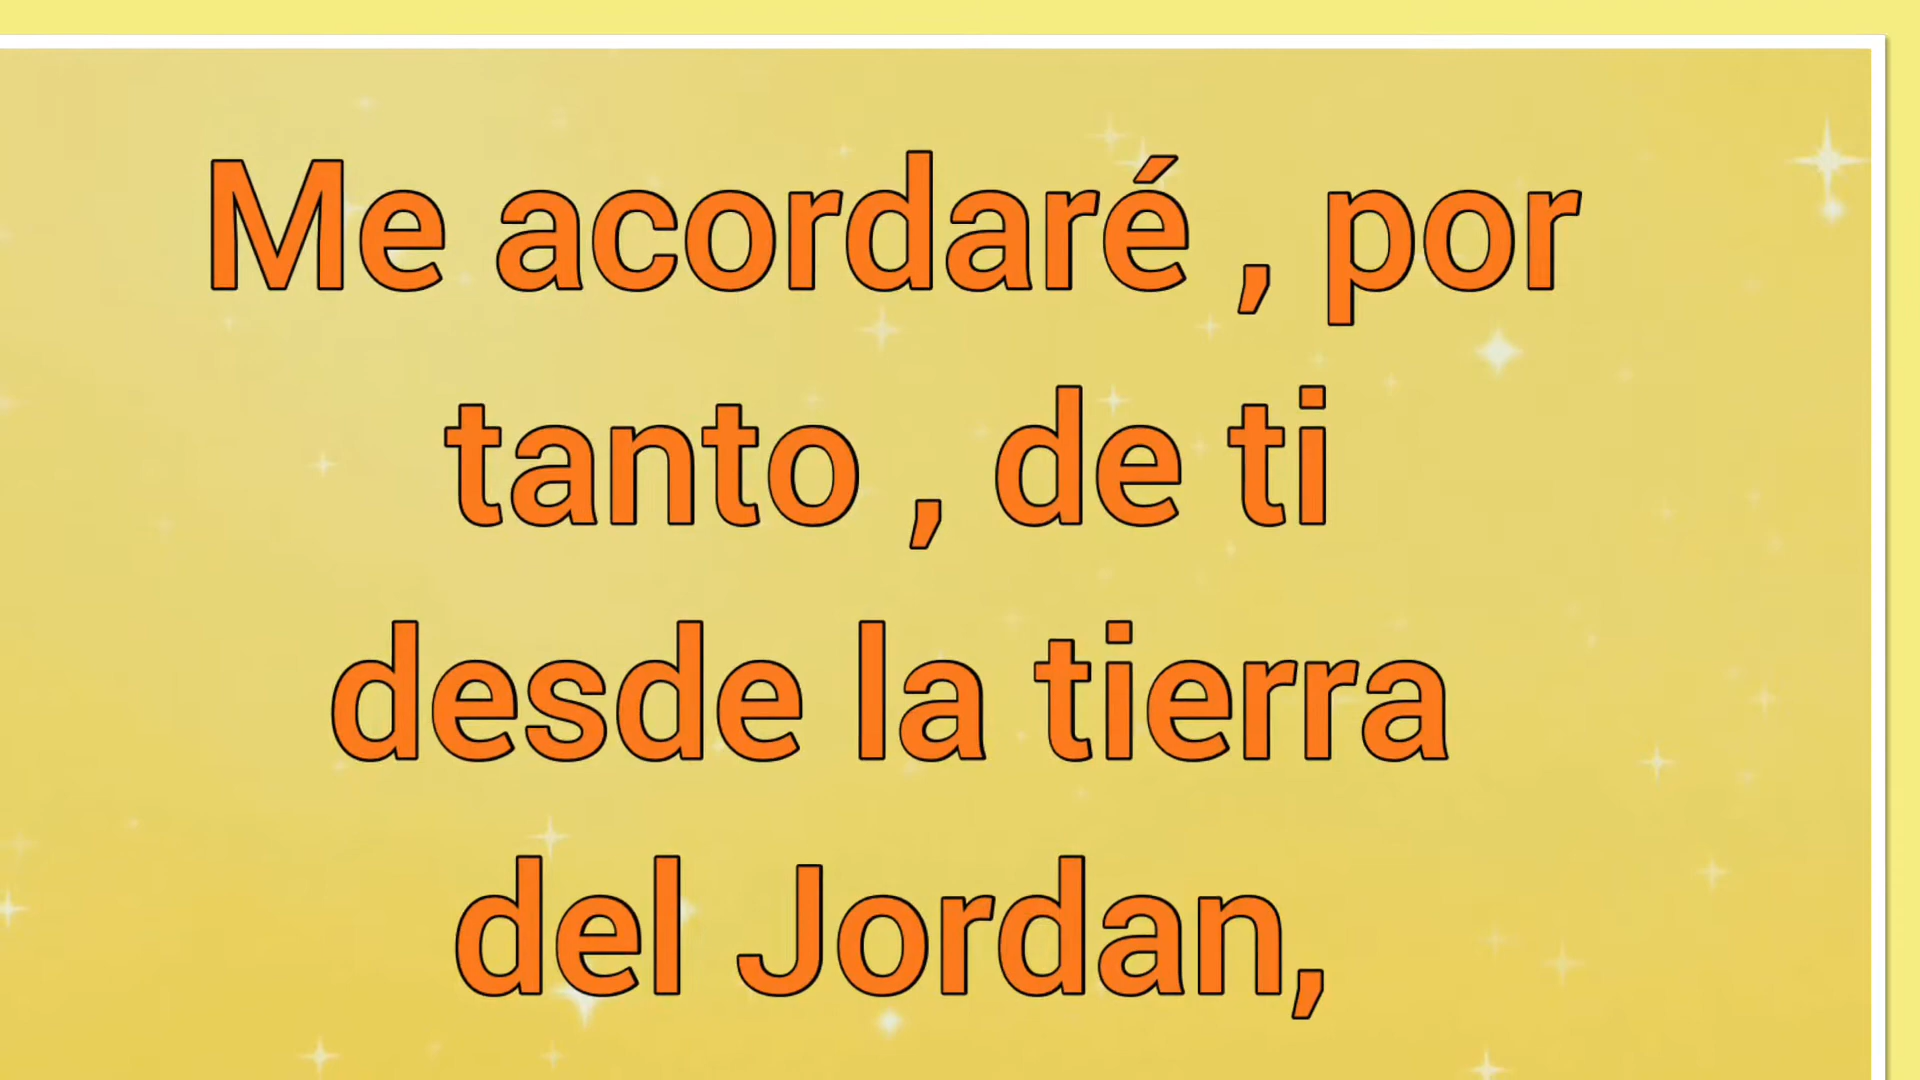 Me acordaré , por
tanto , de ti
desde la tierra
del Jordan,